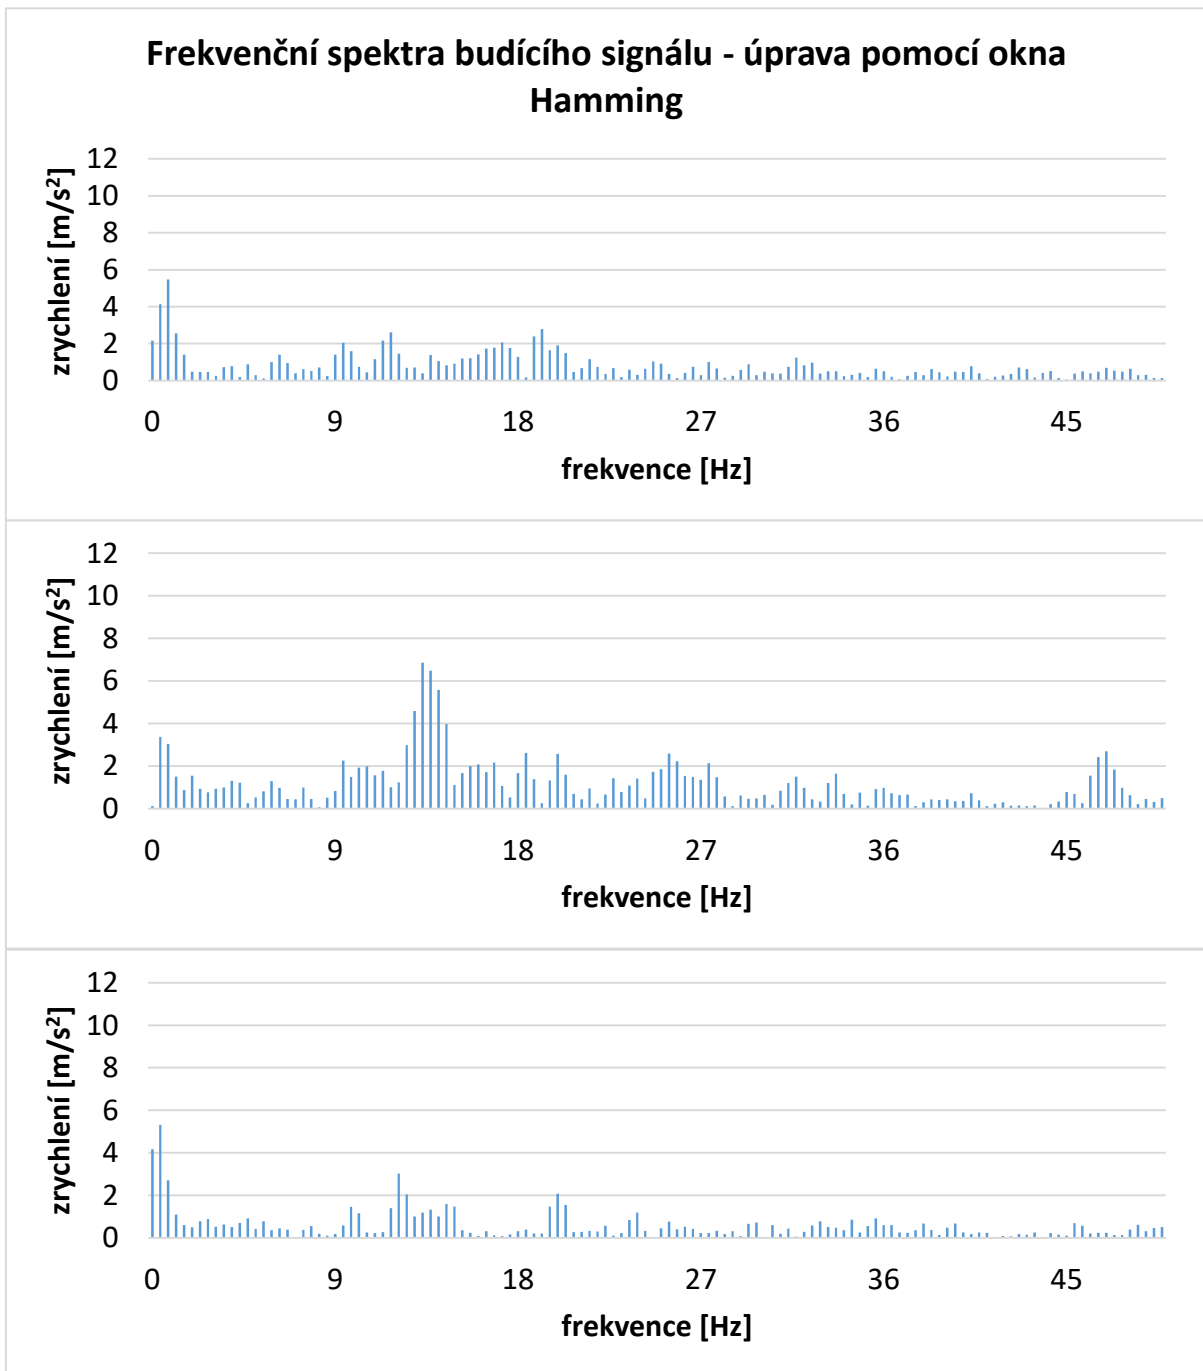 Frekvenční spektra budícího signálu - úprava pomocí okna
Hamming
zrychlení [m/s²]
12
10
8
6
4
2
0
0 9 18 27 36 45
frekvence [Hz]
zrychlení [m/s²]
12
10
8
6
4
2
0
0 9 18 27 36 45
frekvence [Hz]
zrychlení [m/s²]
12
10
8
6
4
2
0
0 9 18 27 36 45
frekvence [Hz]